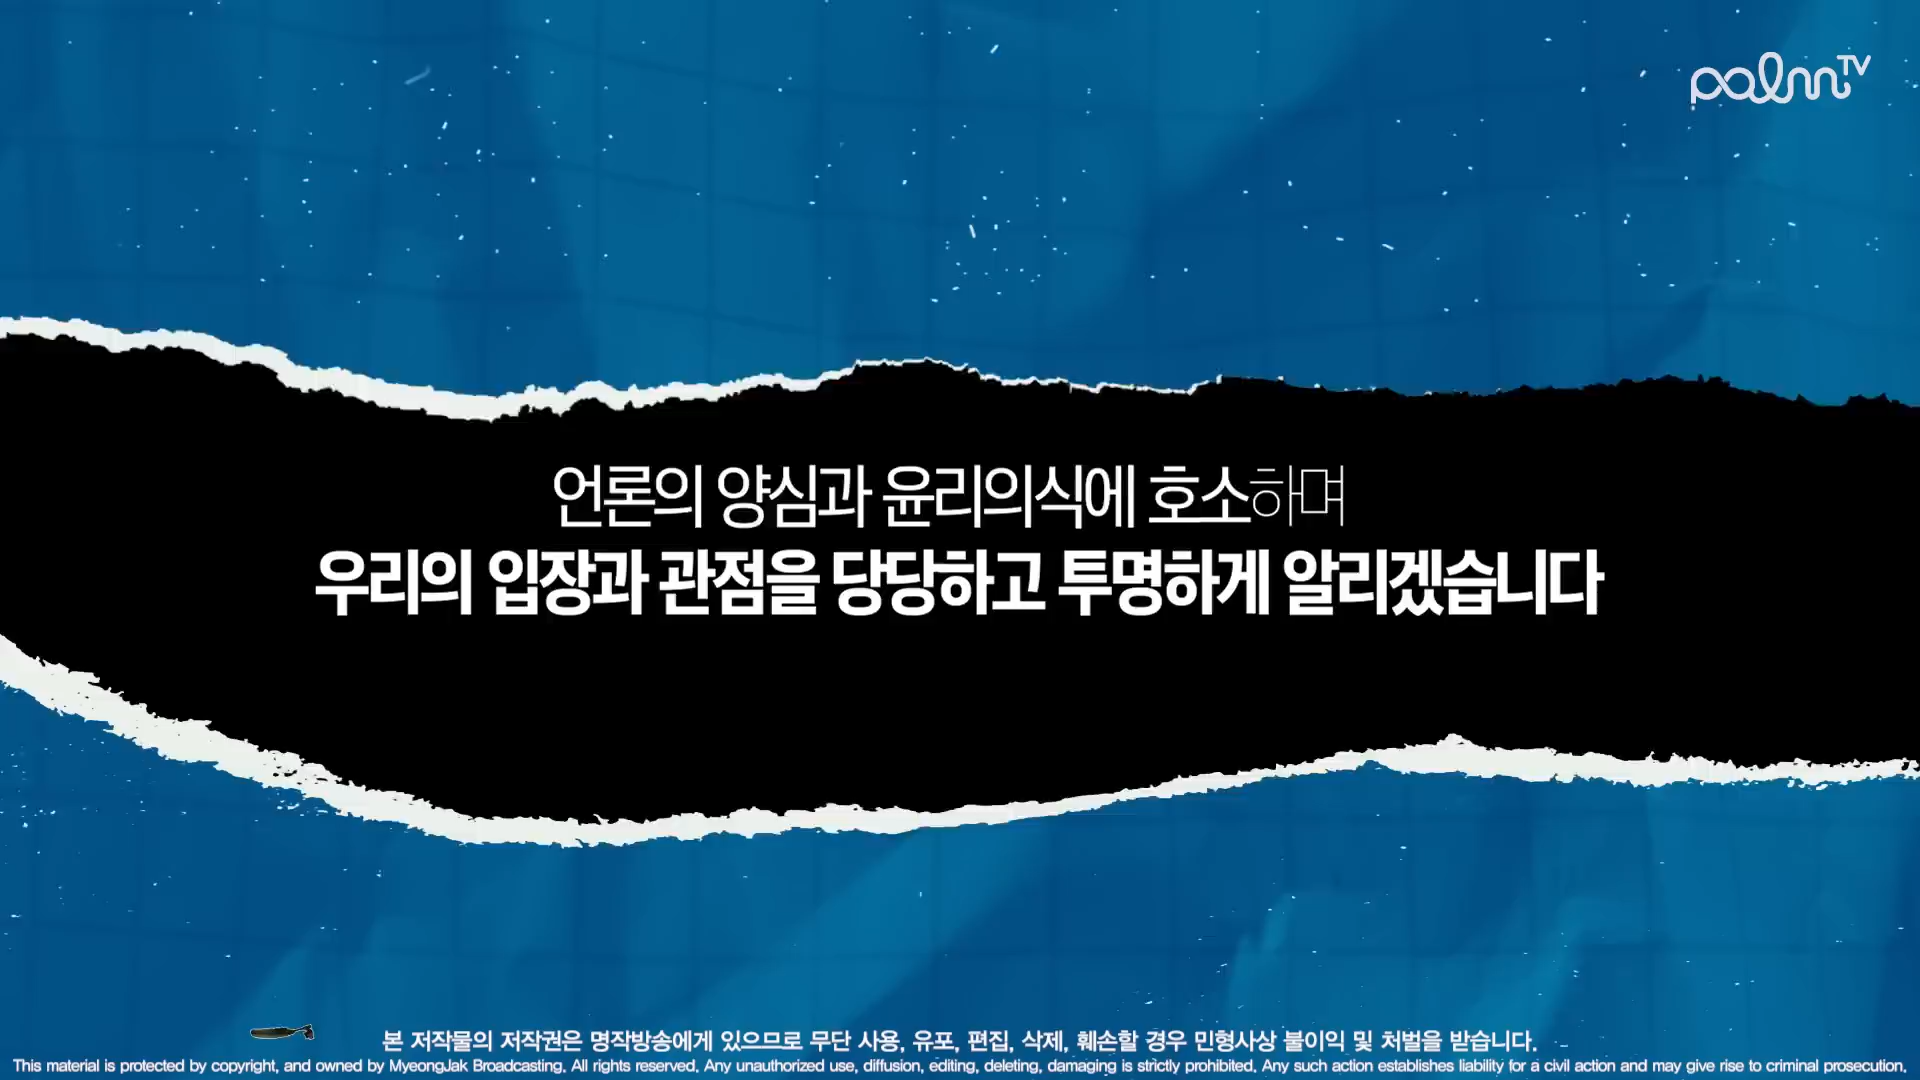 palm TV
언론의 양심과 윤리의식에 호소하며
우리의 입장과 관점을 당당하고 투명하게 알리겠습니다
본 저작물의 저작권은 명작방송에게 있으므로 무단 사용, 유포, 편집, 삭제, 훼손할 경우 민형사상 불이익 및 처벌을 받습니다.
This material is protected by copyright, and owned by MyeongJak Broadcasting. All rights reserved. Any unauthorized use, diffusion, editing, deleting, damaging is strictly prohibited. Any such action establishes liability for a civil action and may give rise to criminal prosecution.